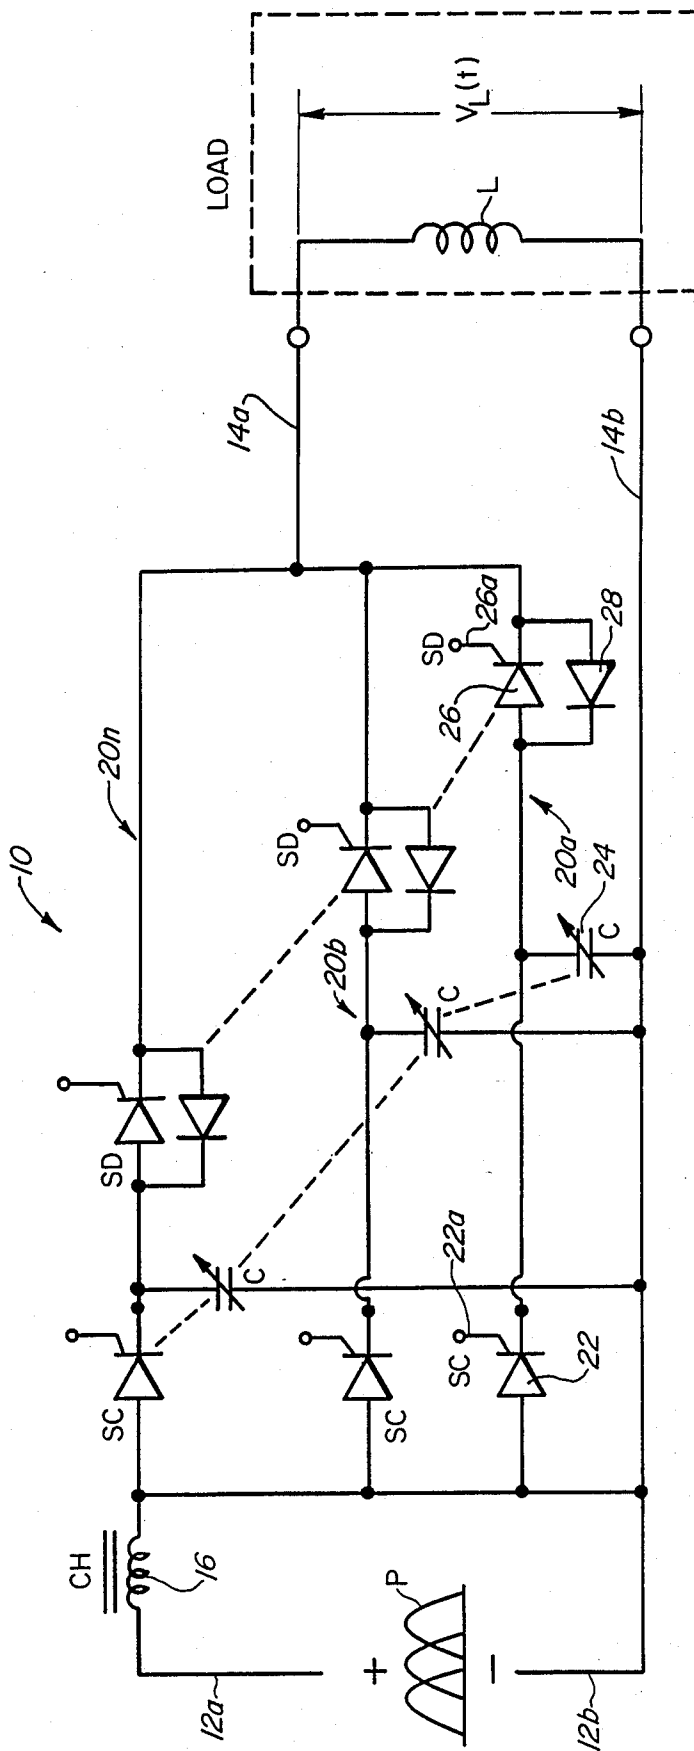 10
LOAD
V_L(t)
L
14a
14b
20n
SD
SD
SD
26a
26
28
20b
20a
24
C
C
C
SC
SC
SC
22a
22
CH
16
P
+
−
12a
12b